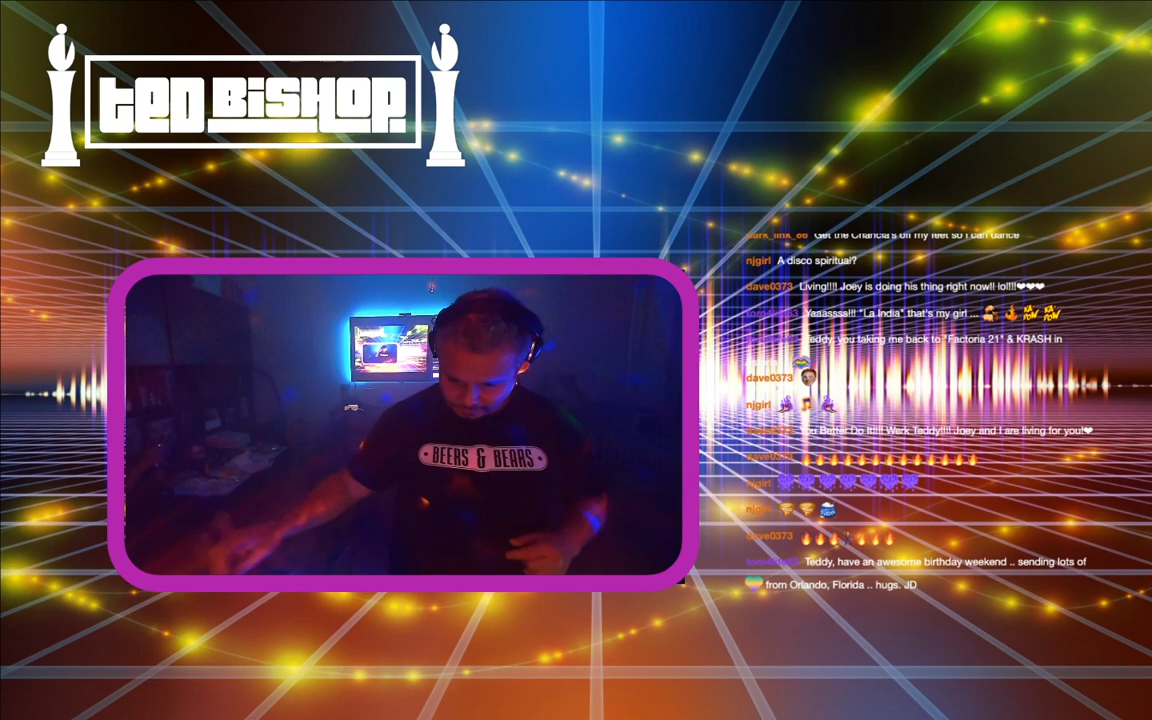 TED BISHOP
dark_link_86 Get the Chancla's off my feet so I can dance
njgirl A disco spiritual?
dave0373 Living!!!! Joey is doing his thing right now!! lol!!!❤❤❤
Yaaassss!!! "La India" that's my girl ...
Teddy, you taking me back to "Factoria 21" & KRASH in
dave0373
njgirl
You Better Do It!!!! Werk Teddy!!!! Joey and I are living for you!❤
dave0373 🔥🔥🔥🔥🔥🔥🔥🔥🔥🔥🔥🔥🔥
njgirl
njgirl
dave0373
Teddy, have an awesome birthday weekend .. sending lots of
from Orlando, Florida .. hugs. JD
BEERS & BEARS